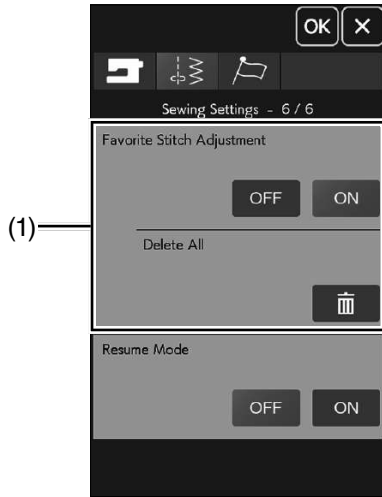 OK
Sewing Settings - 6 / 6
Favorite Stitch Adjustment
OFF ON
(1)
Delete All
Resume Mode
OFF ON